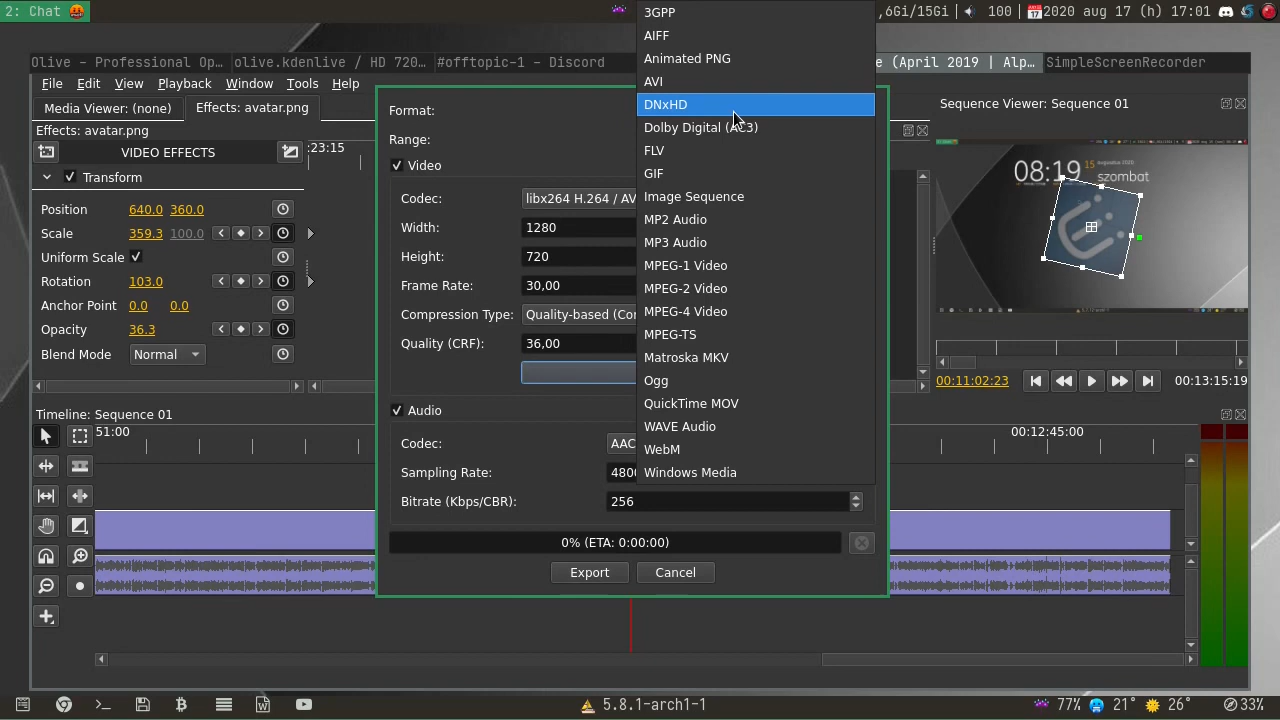 2: Chat
,6Gi/15Gi 100 2020 aug 17 (h) 17:01
Olive - Professional Op… olive.kdenlive / HD 720… #offtopic-1 - Discord e (April 2019 | Alp… SimpleScreenRecorder
File Edit View Playback Window Tools Help
Media Viewer: (none) Effects: avatar.png
Effects: avatar.png
VIDEO EFFECTS
:23:15
Transform
Position 640.0 360.0
Scale 359.3 100.0
Uniform Scale
Rotation 103.0
Anchor Point 0.0 0.0
Opacity 36.3
Blend Mode Normal
Format:
Range:
Video
Codec: libx264 H.264 / AV
Width: 1280
Height: 720
Frame Rate: 30,00
Compression Type: Quality-based (Con
Quality (CRF): 36,00
Audio
Codec: AAC
Sampling Rate: 4800
Bitrate (Kbps/CBR): 256
0% (ETA: 0:00:00)
Export Cancel
3GPP
AIFF
Animated PNG
AVI
DNxHD
Dolby Digital (AC3)
FLV
GIF
Image Sequence
MP2 Audio
MP3 Audio
MPEG-1 Video
MPEG-2 Video
MPEG-4 Video
MPEG-TS
Matroska MKV
Ogg
QuickTime MOV
WAVE Audio
WebM
Windows Media
Sequence Viewer: Sequence 01
08:19 15 augusztus 2020
szombat
00:11:02:23 00:13:15:19
Timeline: Sequence 01
51:00 00:12:45:00
5.8.1-arch1-1
77% 21° 26° 33%